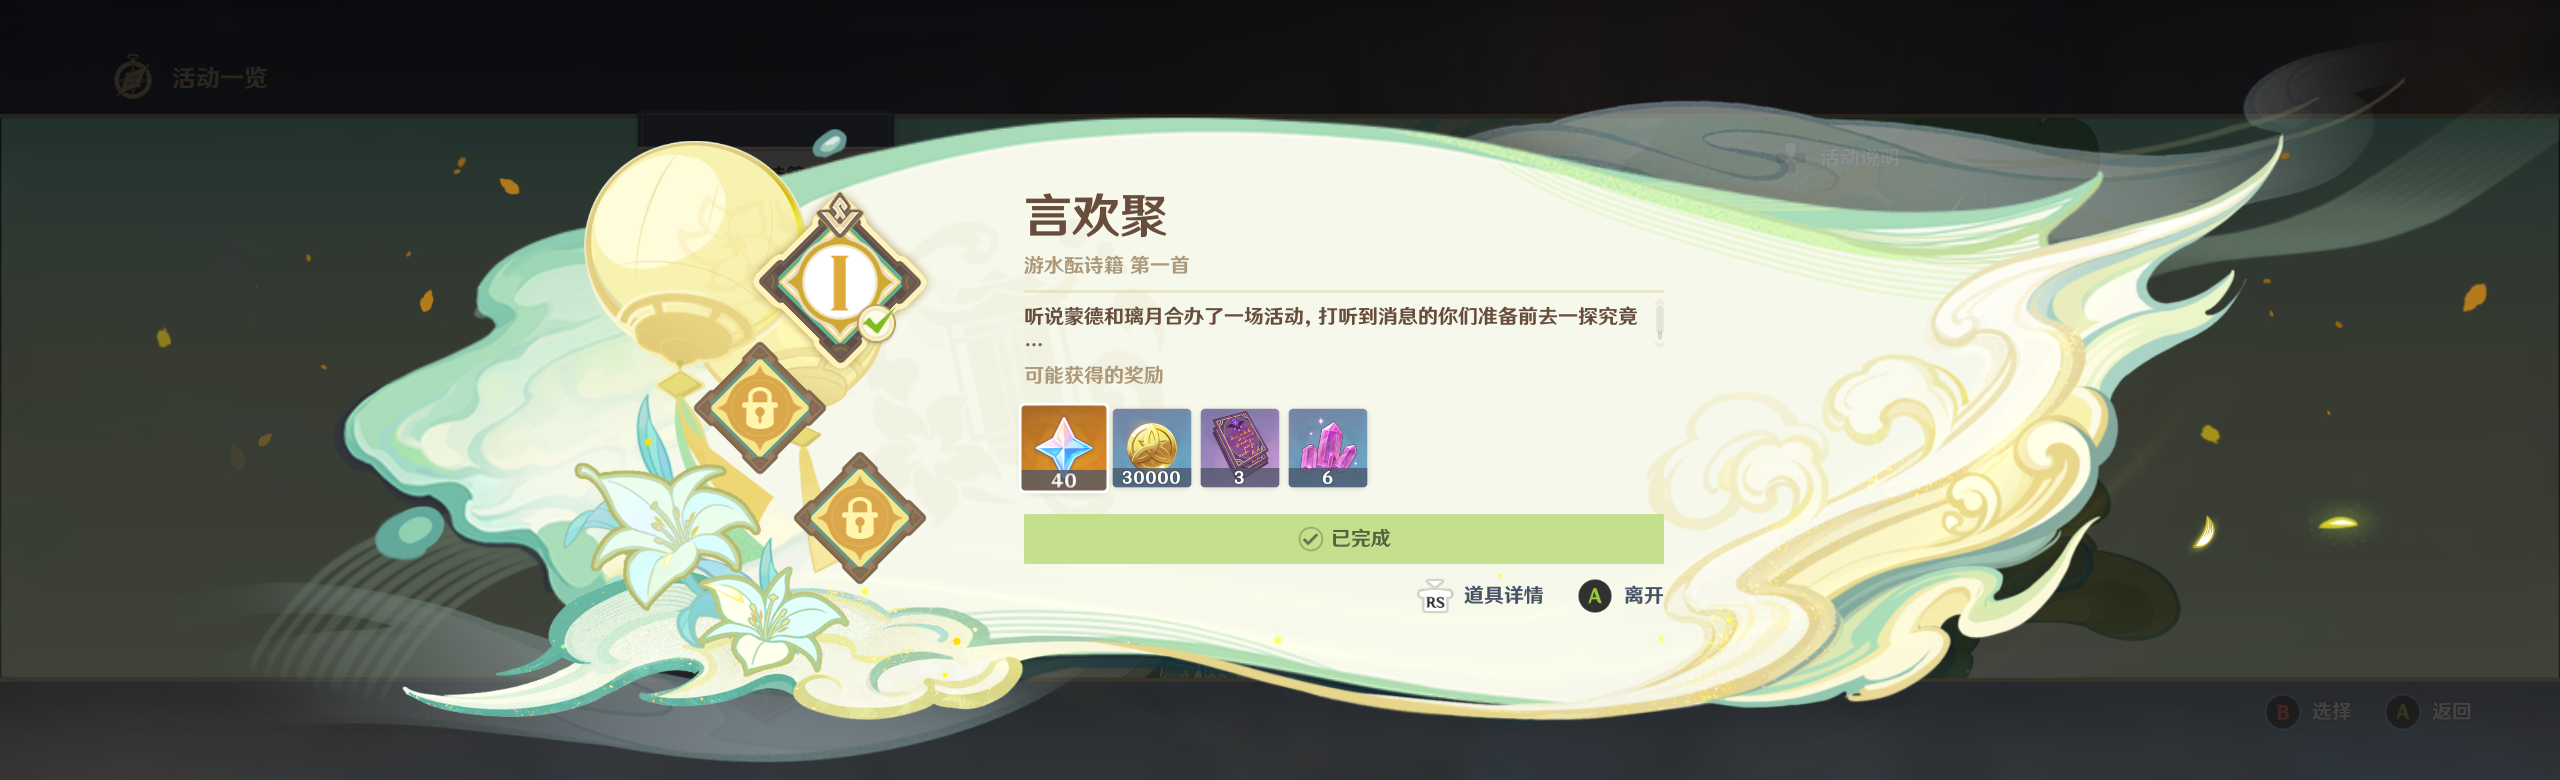 活动一览
活动说明
I
言欢聚
游水酝诗籍 第一首
听说蒙德和璃月合办了一场活动,打听到消息的你们准备前去一探究竟
…
可能获得的奖励
40
30000
3
6
已完成
RS 道具详情
A 离开
B 选择
A 返回